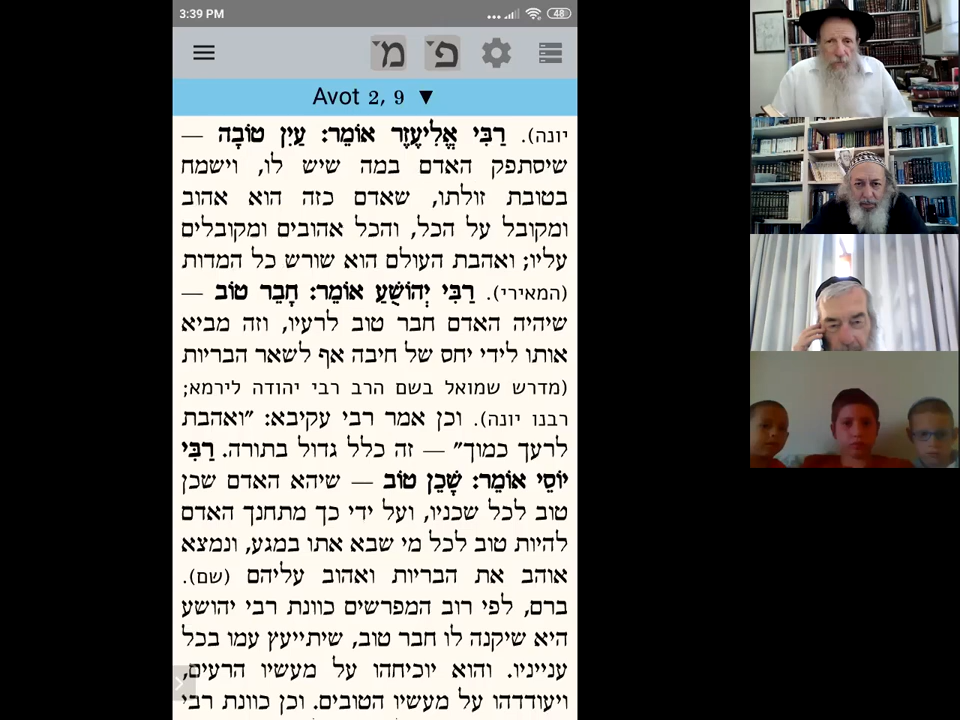 3:39 PM
48
מ׳ פ׳
Avot 2, 9 ▼
יונה). רַבִּי אֱלִיעֶזֶר אוֹמֵר: עַיִן טוֹבָה —
שיסתפק האדם במה שיש לו, וישמח
בטובת זולתו, שאדם כזה הוא אהוב
ומקובל על הכל, והכל אהובים ומקובלים
עליו; ואהבת העולם הוא שורש כל המדות
(המאירי). רַבִּי יְהוֹשֻׁעַ אוֹמֵר: חָבֵר טוֹב —
שיהיה האדם חבר טוב לרעיו, וזה מביא
אותו לידי יחס של חיבה אף לשאר הבריות
(מדרש שמואל בשם הרב רבי יהודה לירמא;
רבנו יונה). וכן אמר רבי עקיבא: "ואהבת
לרעך כמוך" — זה כלל גדול בתורה. רַבִּי
יוֹסֵי אוֹמֵר: שָׁכֵן טוֹב — שיהא האדם שכן
טוב לכל שכניו, ועל ידי כך מתחנך האדם
להיות טוב לכל מי שבא אתו במגע, ונמצא
אוהב את הבריות ואהוב עליהם (שם).
ברם, לפי רוב המפרשים כוונת רבי יהושע
היא שיקנה לו חבר טוב, שיתייעץ עמו בכל
ענייניו. והוא יוכיחהו על מעשיו הרעים,
ויעודדהו על מעשיו הטובים. וכן כוונת רבי